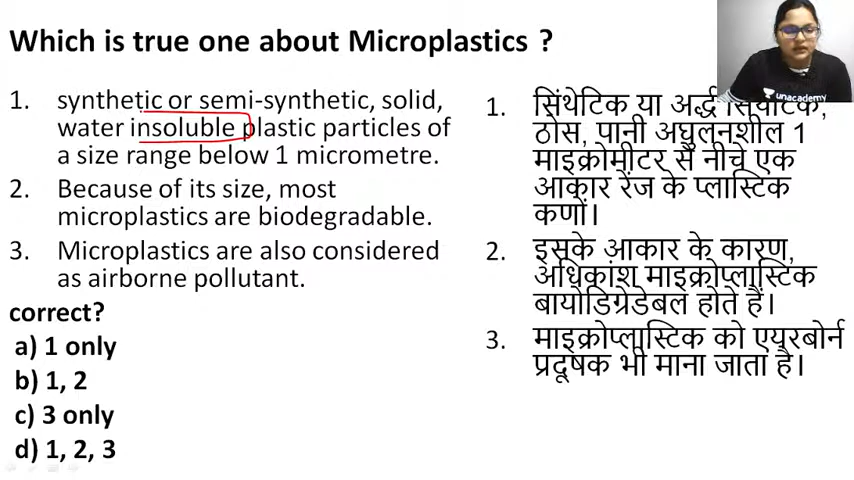 Which is true one about Microplastics ?
1. synthetic or semi-synthetic, solid,
water insoluble plastic particles of
a size range below 1 micrometre.
2. Because of its size, most
microplastics are biodegradable.
3. Microplastics are also considered
as airborne pollutant.
correct?
a) 1 only
b) 1, 2
c) 3 only
d) 1, 2, 3
unacademy
1. सिंथेटिक या अर्द्ध सिंथेटिक,
ठोस, पानी अघुलनशील 1
माइक्रोमीटर से नीचे एक
आकार रेंज के प्लास्टिक
कणों।
2. इसके आकार के कारण,
अधिकांश माइक्रोप्लास्टिक
बायोडिग्रेडेबल होते हैं।
3. माइक्रोप्लास्टिक को एयरबोर्न
प्रदूषक भी माना जाता है।